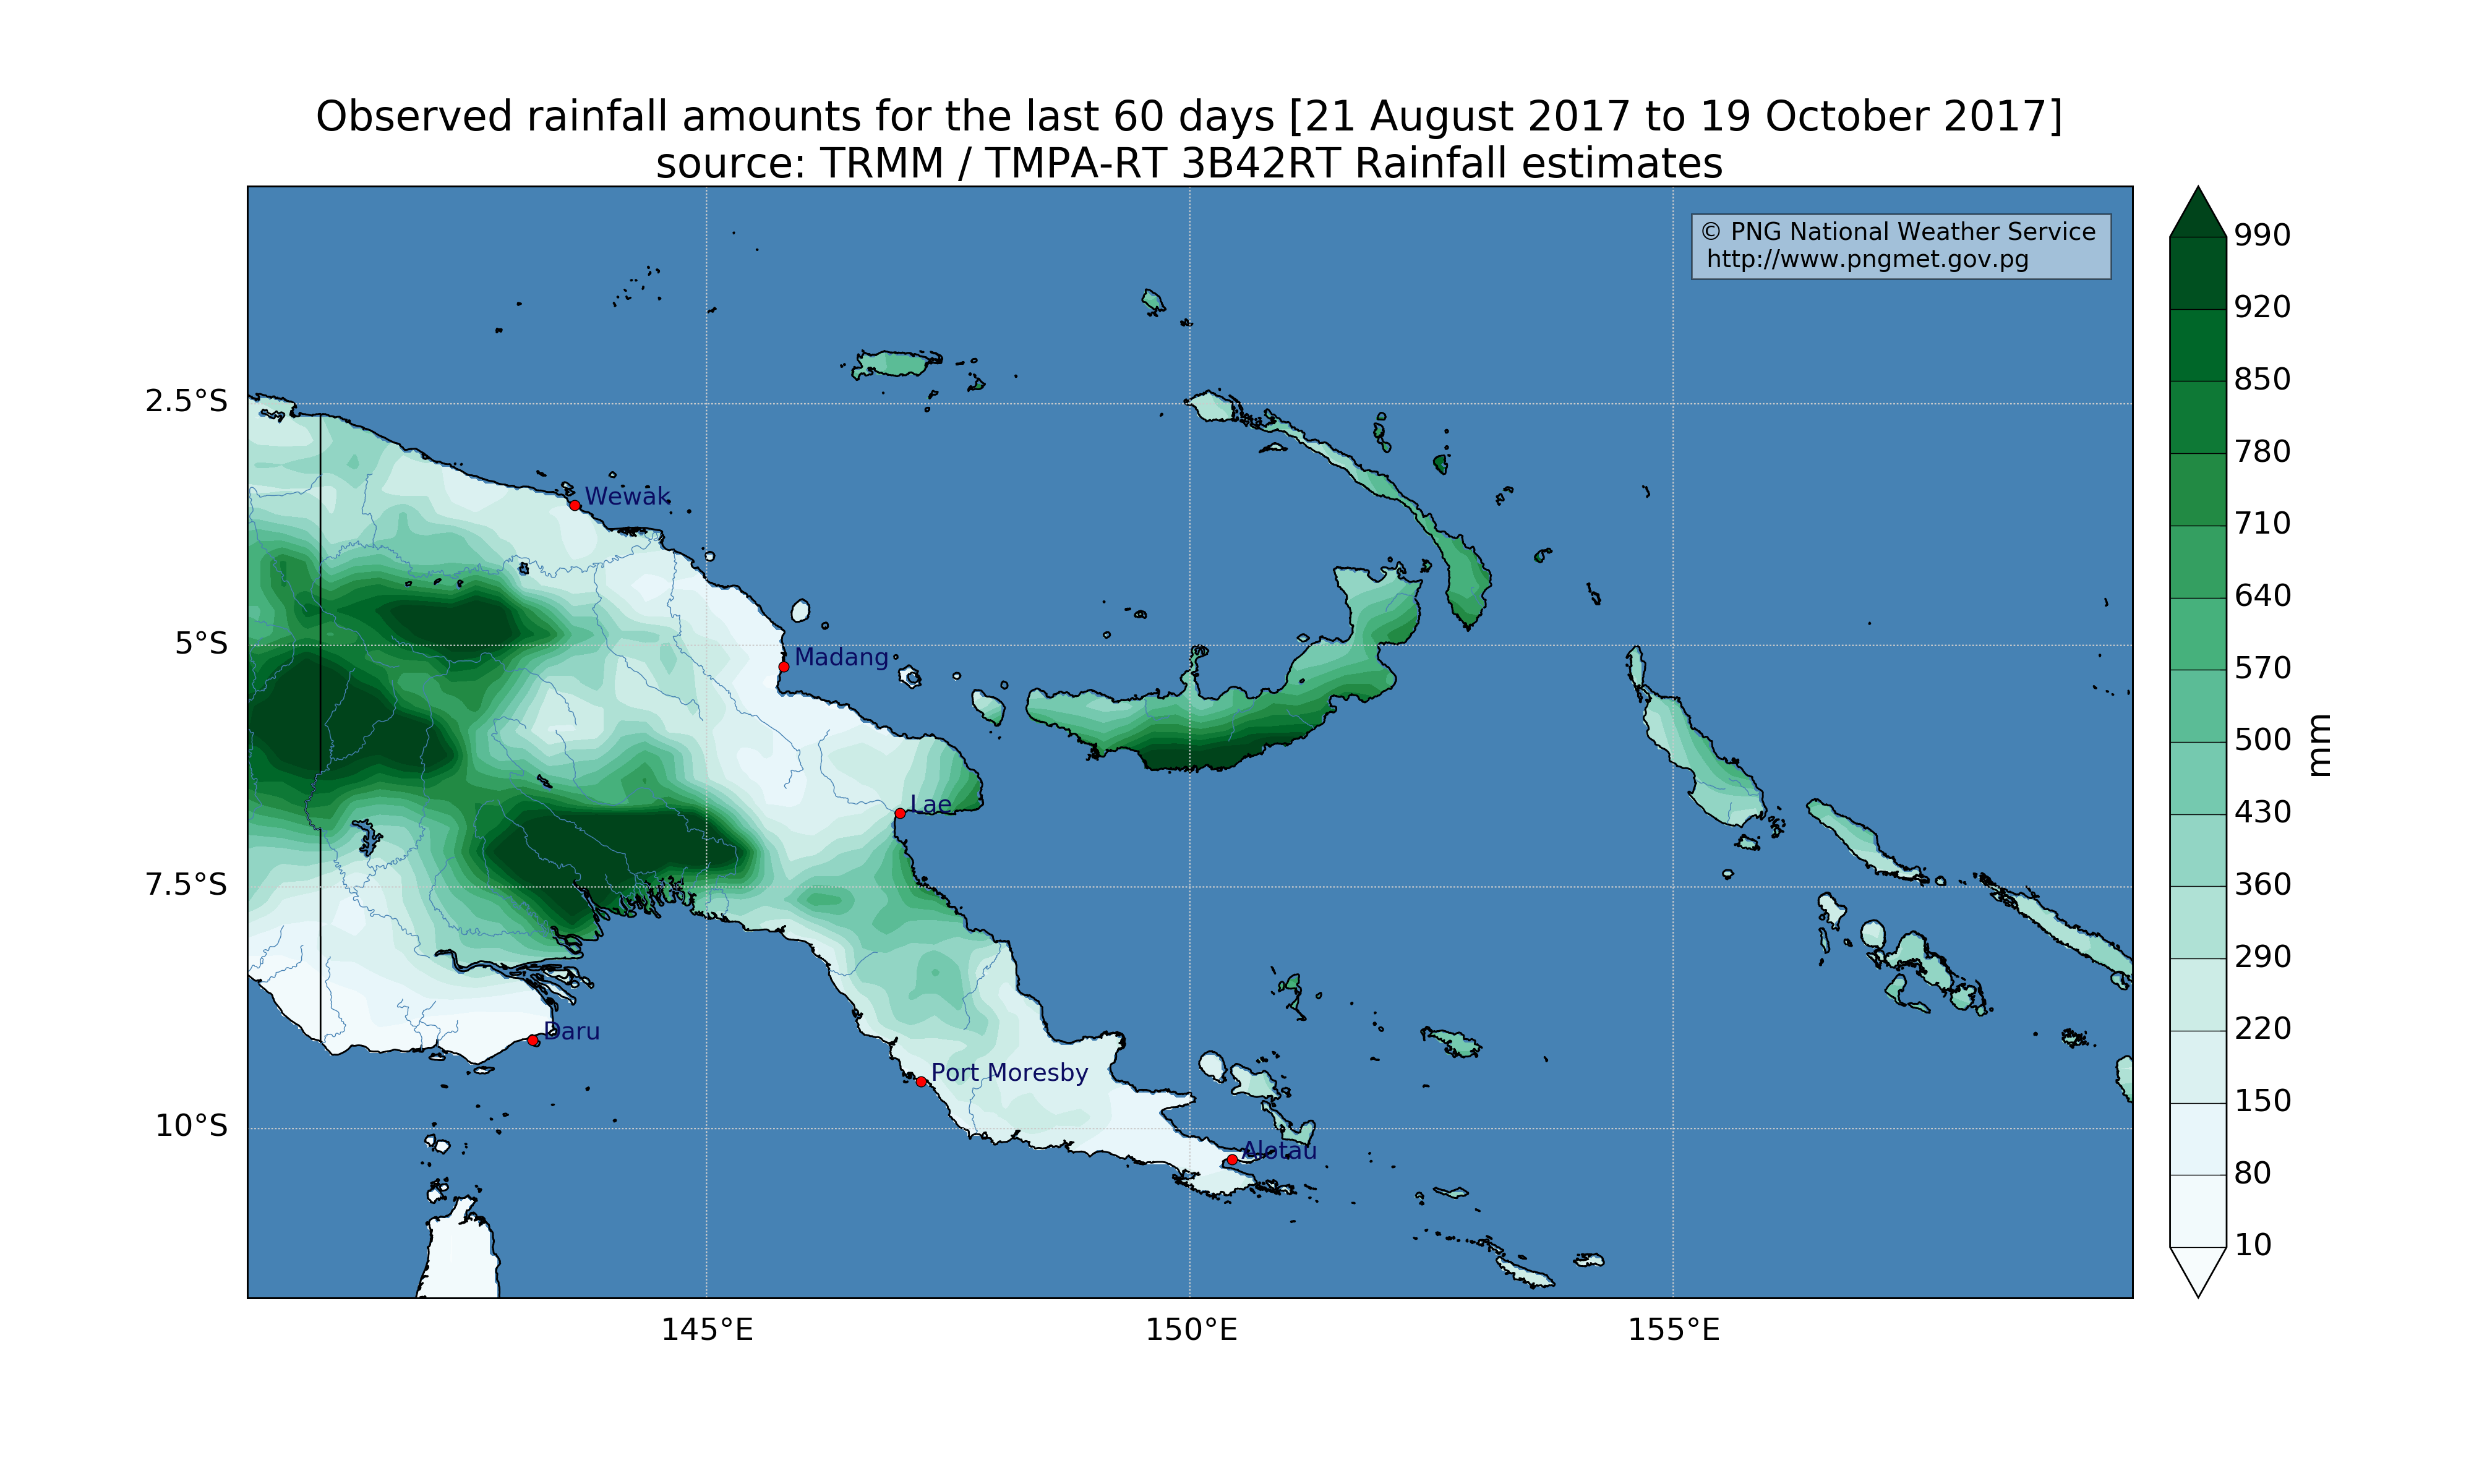 Observed rainfall amounts for the last 60 days [21 August 2017 to 19 October 2017]
source: TRMM / TMPA-RT 3B42RT Rainfall estimates
© PNG National Weather Service
http://www.pngmet.gov.pg
990
920
850
780
710
640
570
500
430
360
290
220
150
80
10
mm
2.5°S
5°S
7.5°S
10°S
Wewak
Madang
Lae
Daru
Port Moresby
Alotau
145°E
150°E
155°E